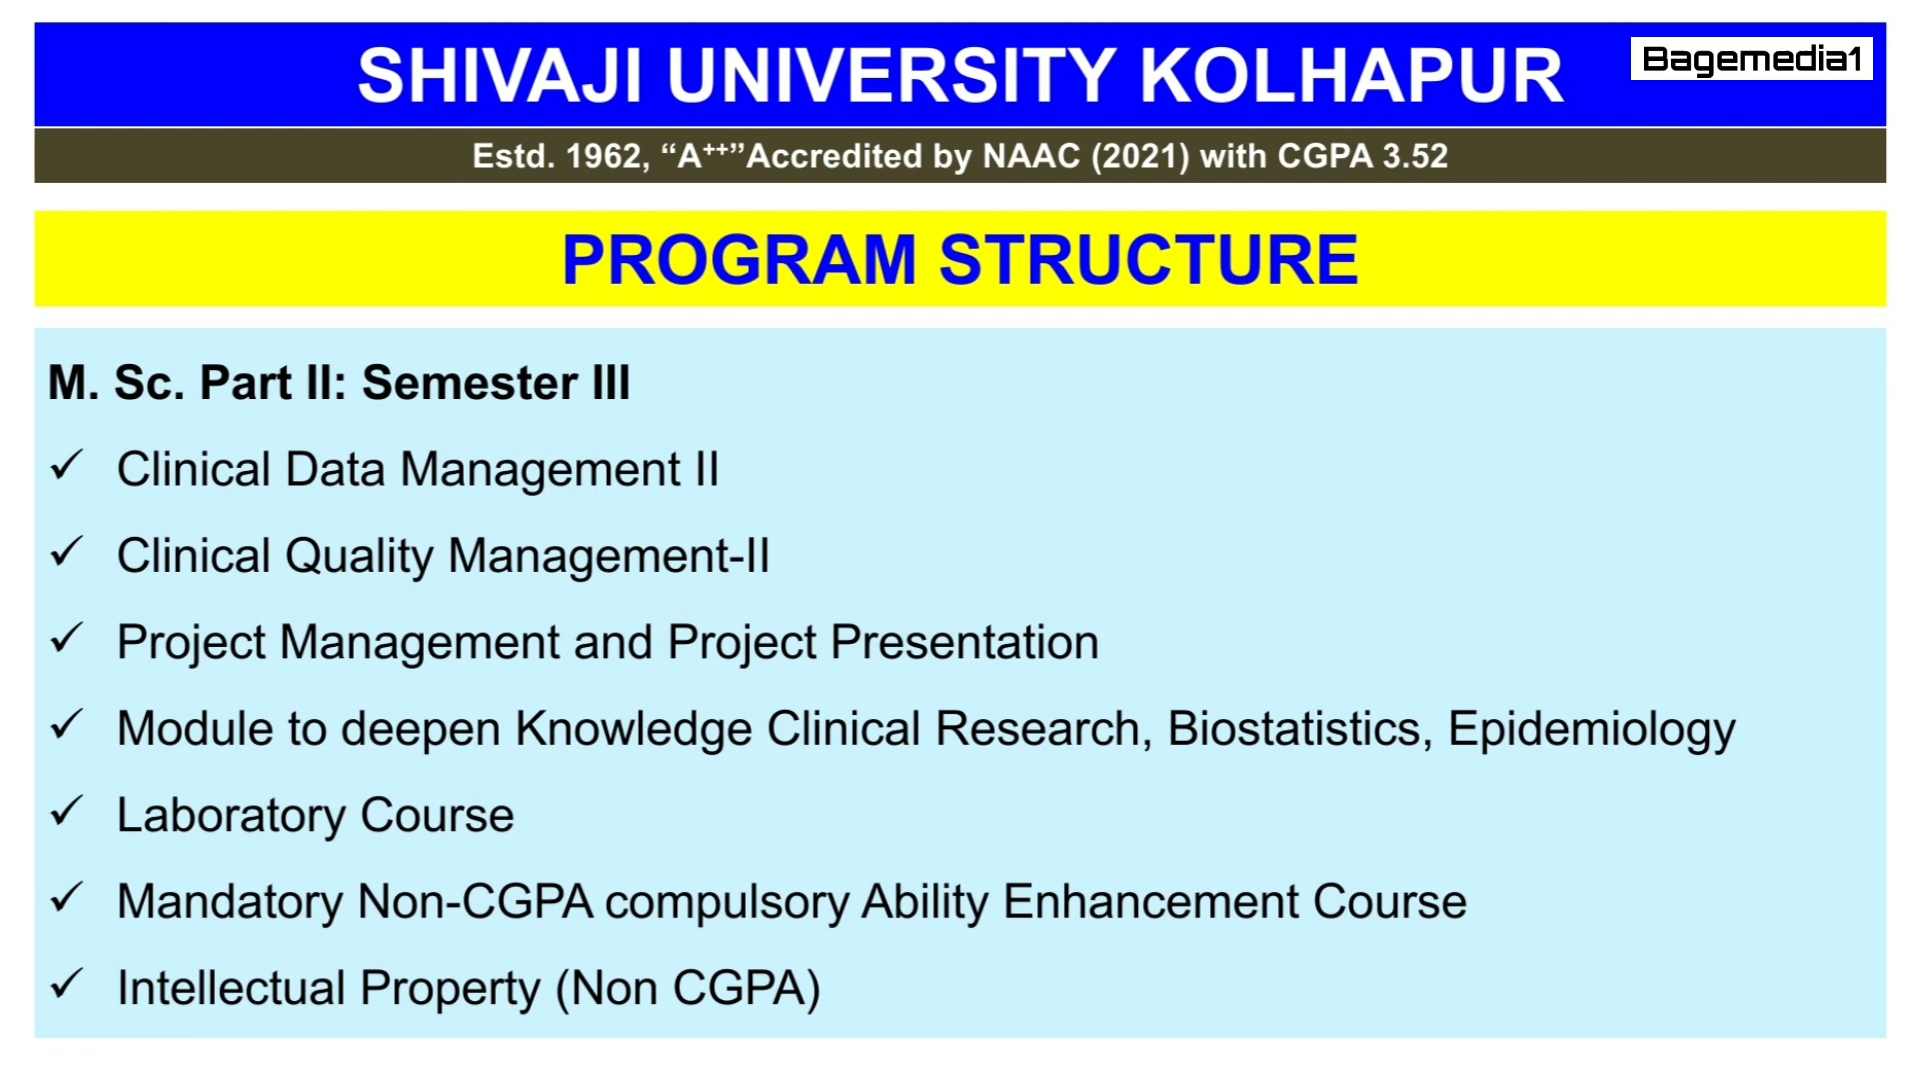 SHIVAJI UNIVERSITY KOLHAPUR
Bagemedia1
Estd. 1962, “A++”Accredited by NAAC (2021) with CGPA 3.52
PROGRAM STRUCTURE
M. Sc. Part II: Semester III
✓ Clinical Data Management II
✓ Clinical Quality Management-II
✓ Project Management and Project Presentation
✓ Module to deepen Knowledge Clinical Research, Biostatistics, Epidemiology
✓ Laboratory Course
✓ Mandatory Non-CGPA compulsory Ability Enhancement Course
✓ Intellectual Property (Non CGPA)